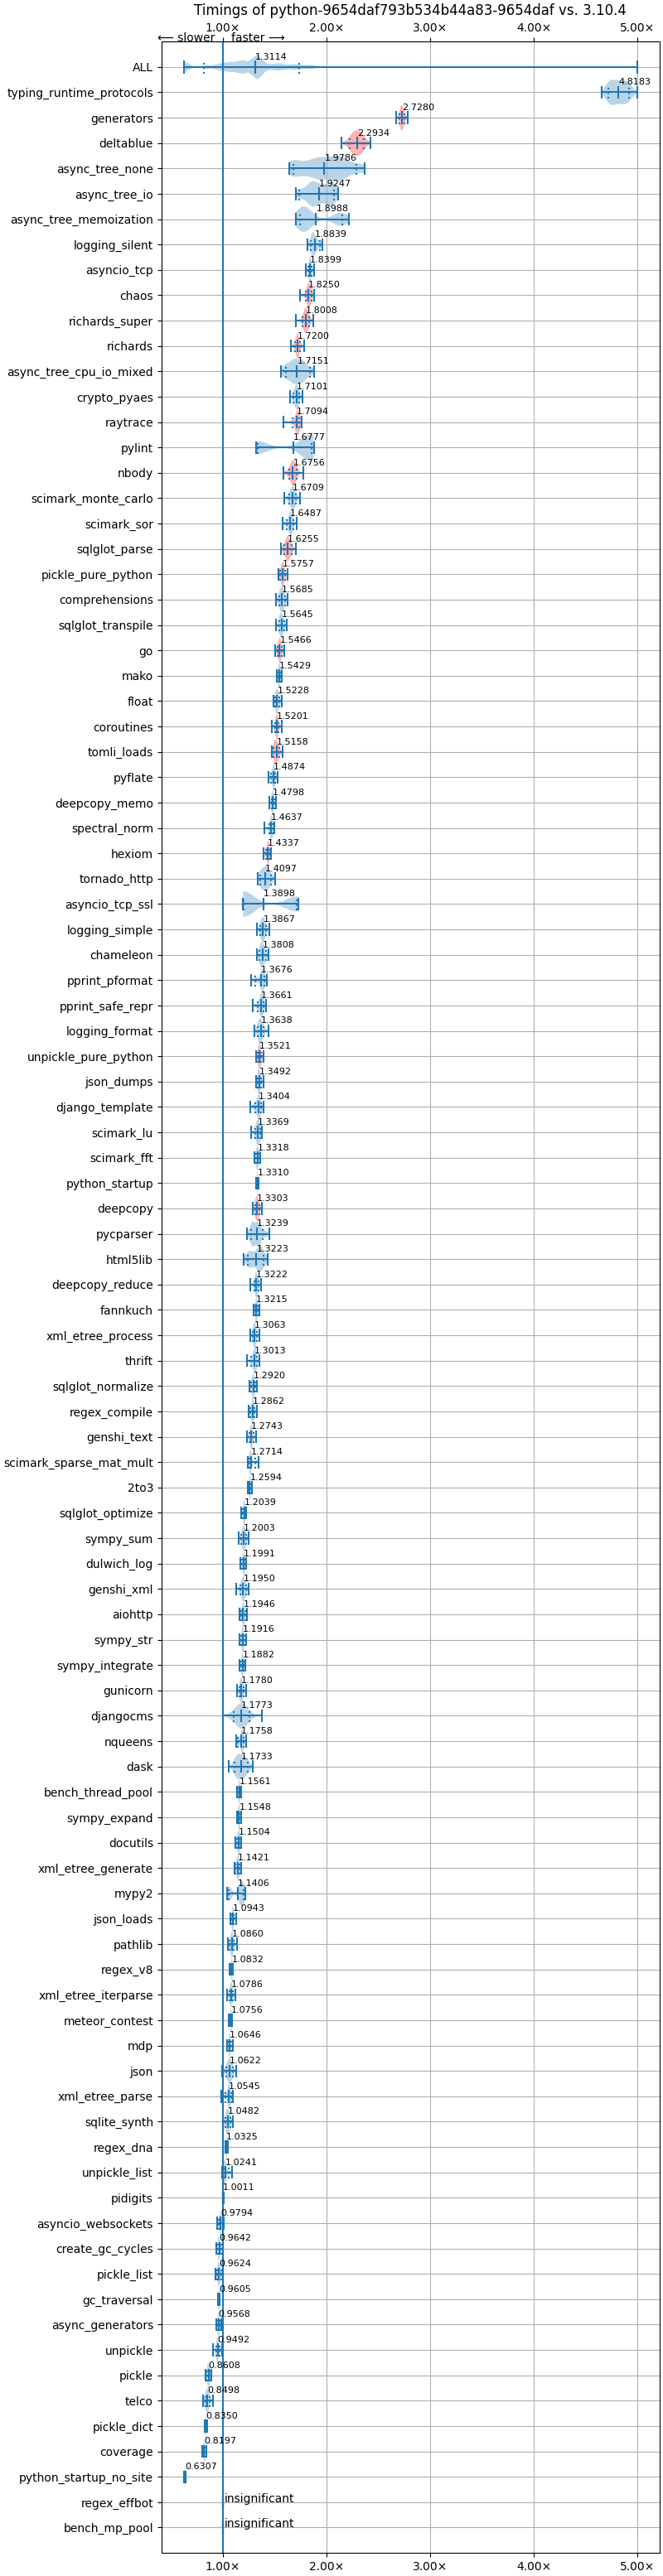 Timings of python-9654daf793b534b44a83-9654daf vs. 3.10.4
1.00× 2.00× 3.00× 4.00× 5.00×
⟵ slower faster ⟶
ALL 1.3114
typing_runtime_protocols 4.8183
generators 2.7280
deltablue 2.2934
async_tree_none 1.9786
async_tree_io 1.9247
async_tree_memoization 1.8988
logging_silent 1.8839
asyncio_tcp 1.8399
chaos 1.8250
richards_super 1.8008
richards 1.7200
async_tree_cpu_io_mixed 1.7151
crypto_pyaes 1.7101
raytrace 1.7094
pylint 1.6777
nbody 1.6756
scimark_monte_carlo 1.6709
scimark_sor 1.6487
sqlglot_parse 1.6255
pickle_pure_python 1.5757
comprehensions 1.5685
sqlglot_transpile 1.5645
go 1.5466
mako 1.5429
float 1.5228
coroutines 1.5201
tomli_loads 1.5158
pyflate 1.4874
deepcopy_memo 1.4798
spectral_norm 1.4637
hexiom 1.4337
tornado_http 1.4097
asyncio_tcp_ssl 1.3898
logging_simple 1.3867
chameleon 1.3808
pprint_pformat 1.3676
pprint_safe_repr 1.3661
logging_format 1.3638
unpickle_pure_python 1.3521
json_dumps 1.3492
django_template 1.3404
scimark_lu 1.3369
scimark_fft 1.3318
python_startup 1.3310
deepcopy 1.3303
pycparser 1.3239
html5lib 1.3223
deepcopy_reduce 1.3222
fannkuch 1.3215
xml_etree_process 1.3063
thrift 1.3013
sqlglot_normalize 1.2920
regex_compile 1.2862
genshi_text 1.2743
scimark_sparse_mat_mult 1.2714
2to3 1.2594
sqlglot_optimize 1.2039
sympy_sum 1.2003
dulwich_log 1.1991
genshi_xml 1.1950
aiohttp 1.1946
sympy_str 1.1916
sympy_integrate 1.1882
gunicorn 1.1780
djangocms 1.1773
nqueens 1.1758
dask 1.1733
bench_thread_pool 1.1561
sympy_expand 1.1548
docutils 1.1504
xml_etree_generate 1.1421
mypy2 1.1406
json_loads 1.0943
pathlib 1.0860
regex_v8 1.0832
xml_etree_iterparse 1.0786
meteor_contest 1.0756
mdp 1.0646
json 1.0622
xml_etree_parse 1.0545
sqlite_synth 1.0482
regex_dna 1.0325
unpickle_list 1.0241
pidigits 1.0011
asyncio_websockets 0.9794
create_gc_cycles 0.9642
pickle_list 0.9624
gc_traversal 0.9605
async_generators 0.9568
unpickle 0.9492
pickle 0.8608
telco 0.8498
pickle_dict 0.8350
coverage 0.8197
python_startup_no_site 0.6307
regex_effbot insignificant
bench_mp_pool insignificant
1.00× 2.00× 3.00× 4.00× 5.00×